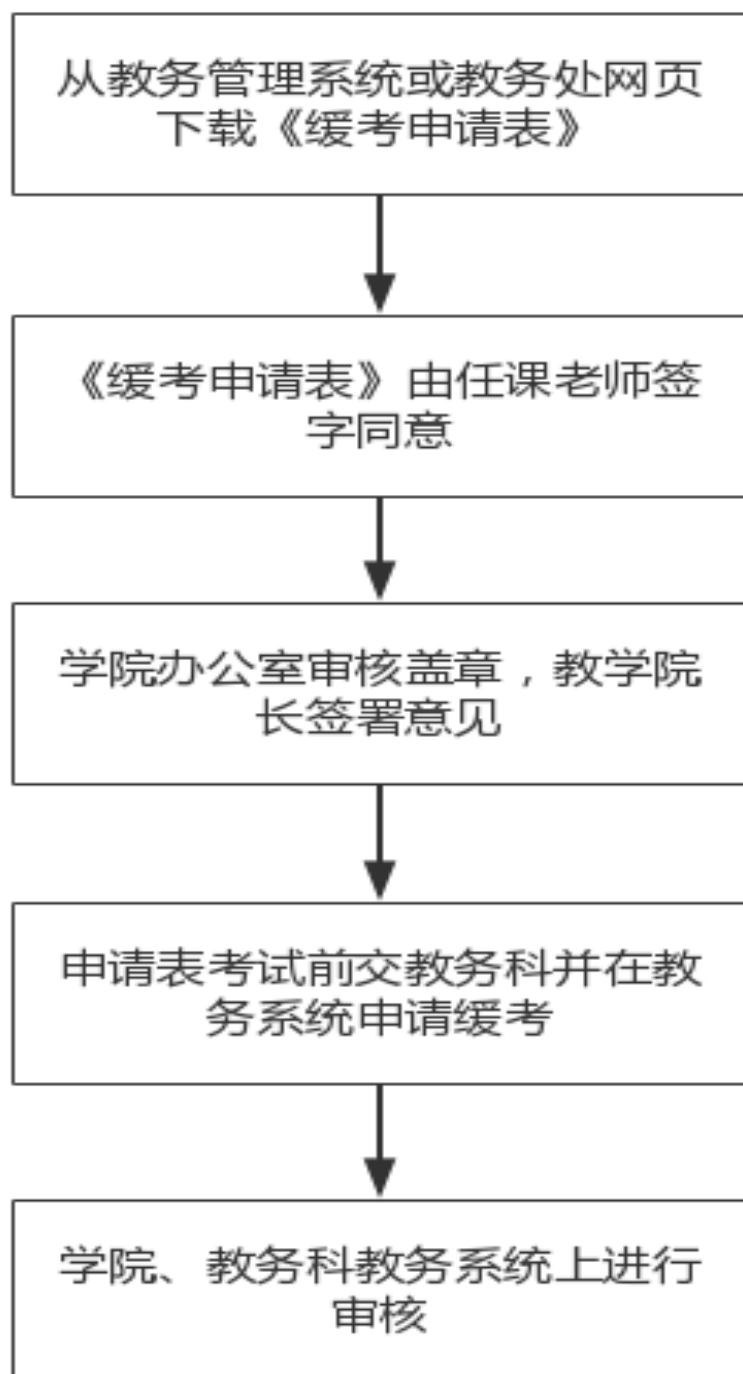 从教务管理系统或教务处网页
下载《缓考申请表》
《缓考申请表》由任课老师签
字同意
学院办公室审核盖章，教学院
长签署意见
申请表考试前交教务科并在教
务系统申请缓考
学院、教务科教务系统上进行
审核